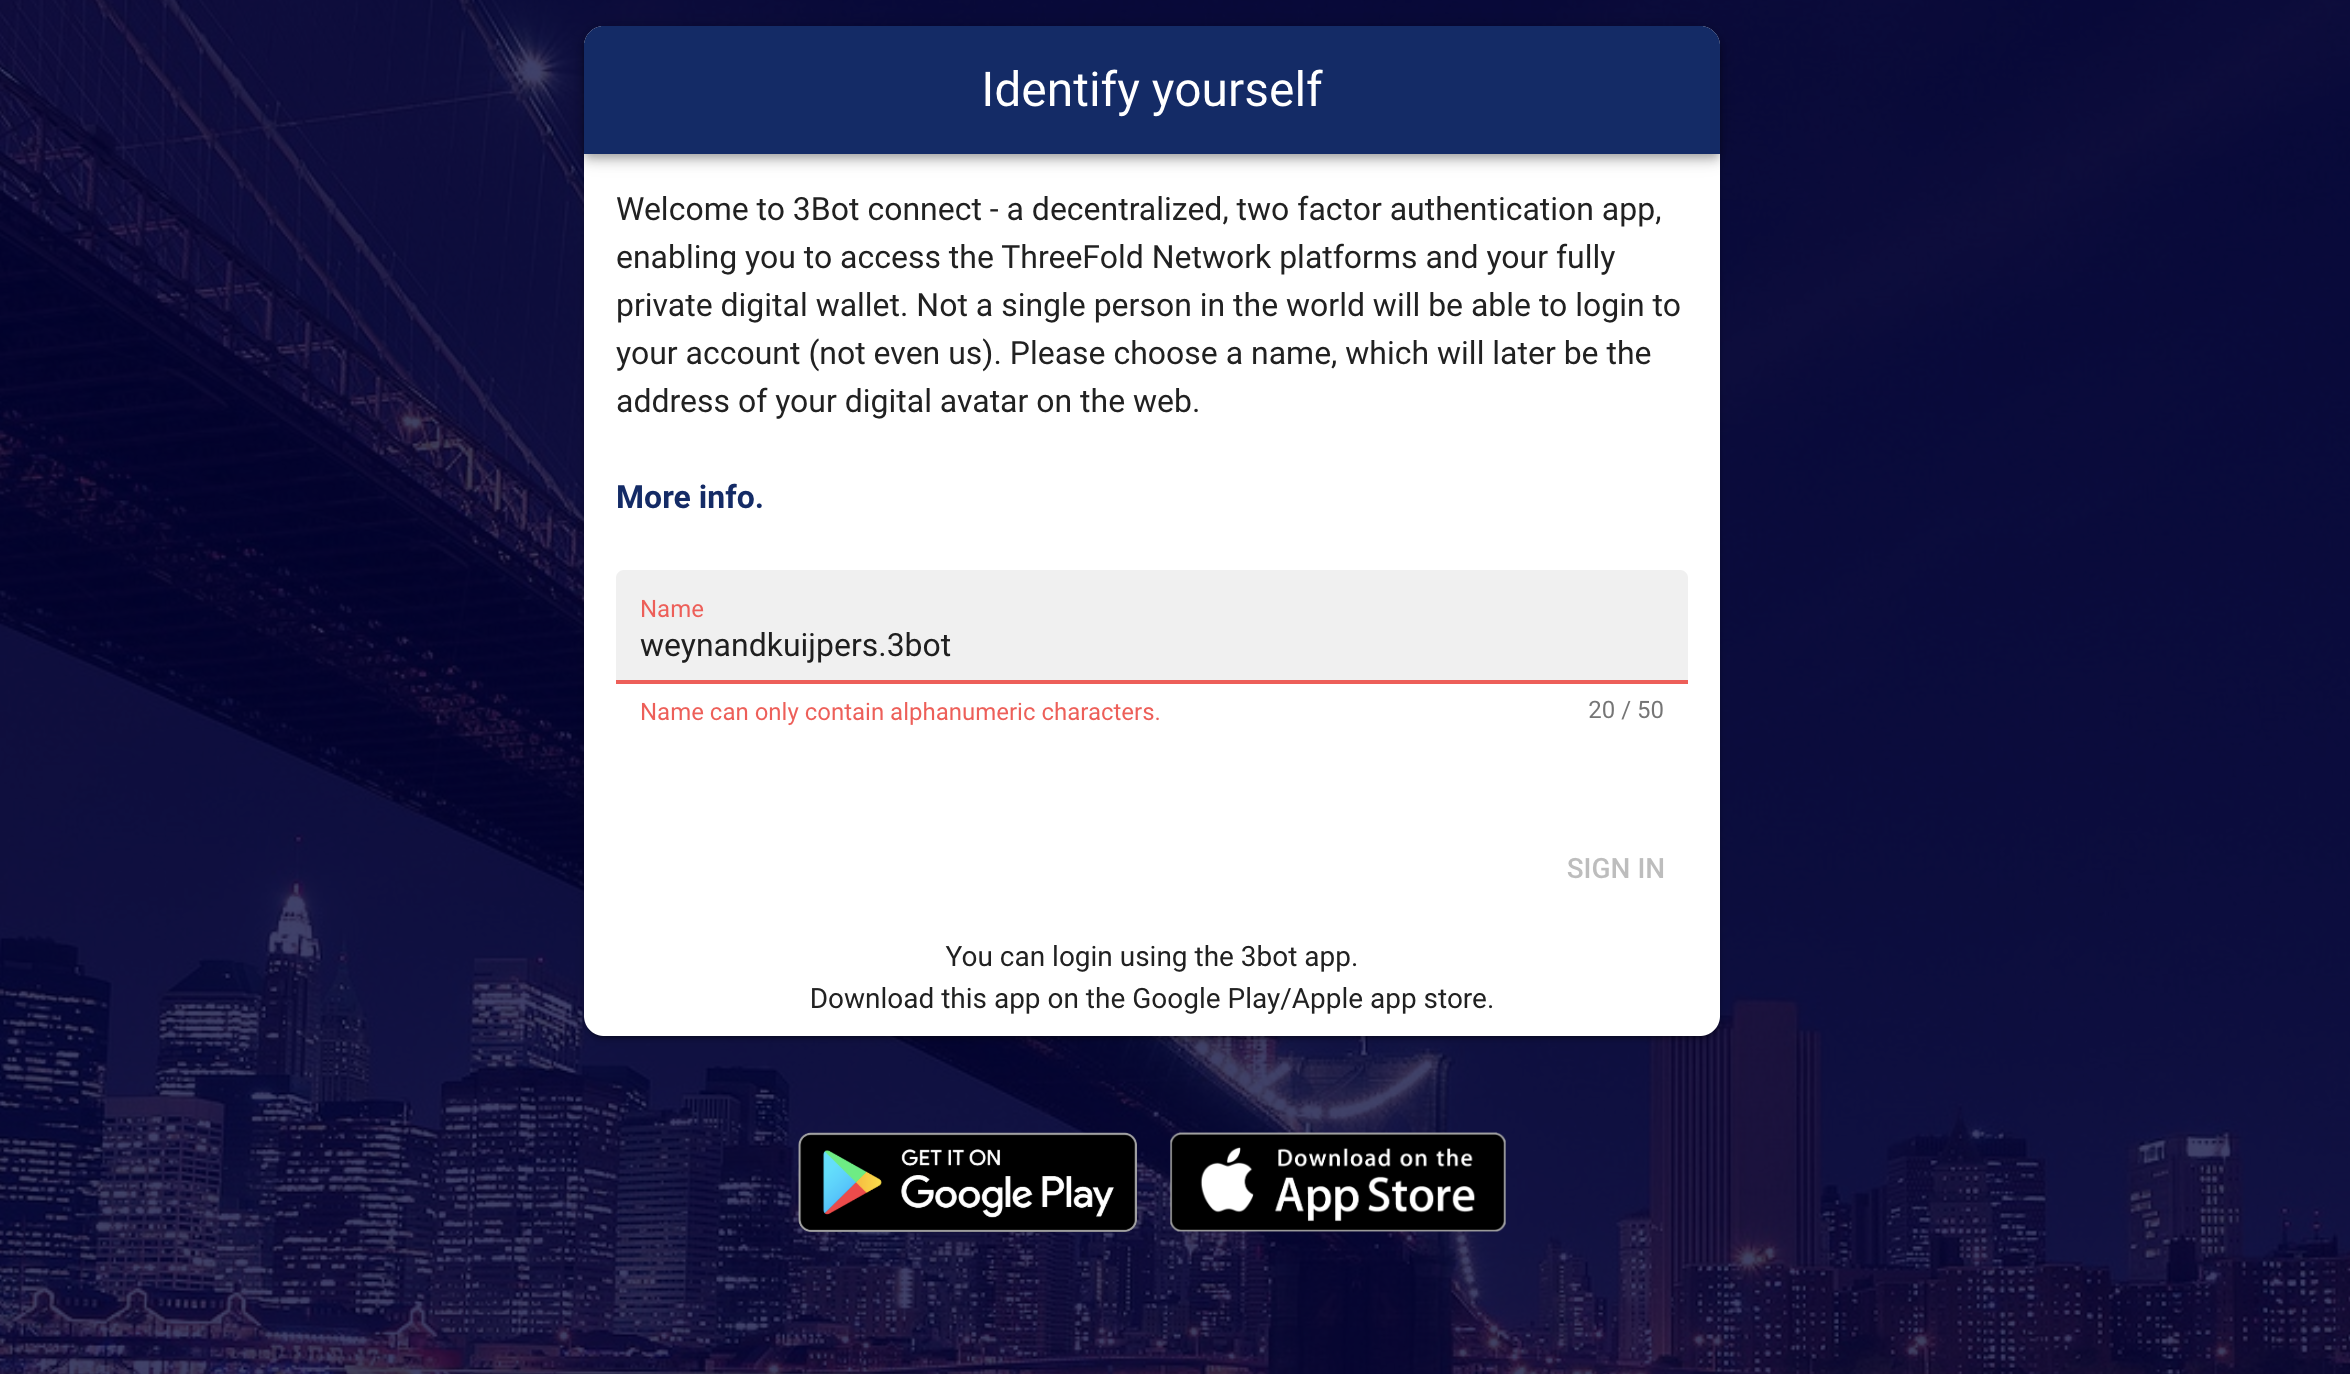 Identify yourself
Welcome to 3Bot connect - a decentralized, two factor authentication app,
enabling you to access the ThreeFold Network platforms and your fully
private digital wallet. Not a single person in the world will be able to login to
your account (not even us). Please choose a name, which will later be the
address of your digital avatar on the web.
More info.
Name
weynandkuijpers.3bot
Name can only contain alphanumeric characters.
20 / 50
SIGN IN
You can login using the 3bot app.
Download this app on the Google Play/Apple app store.
GET IT ON
Google Play
Download on the
App Store